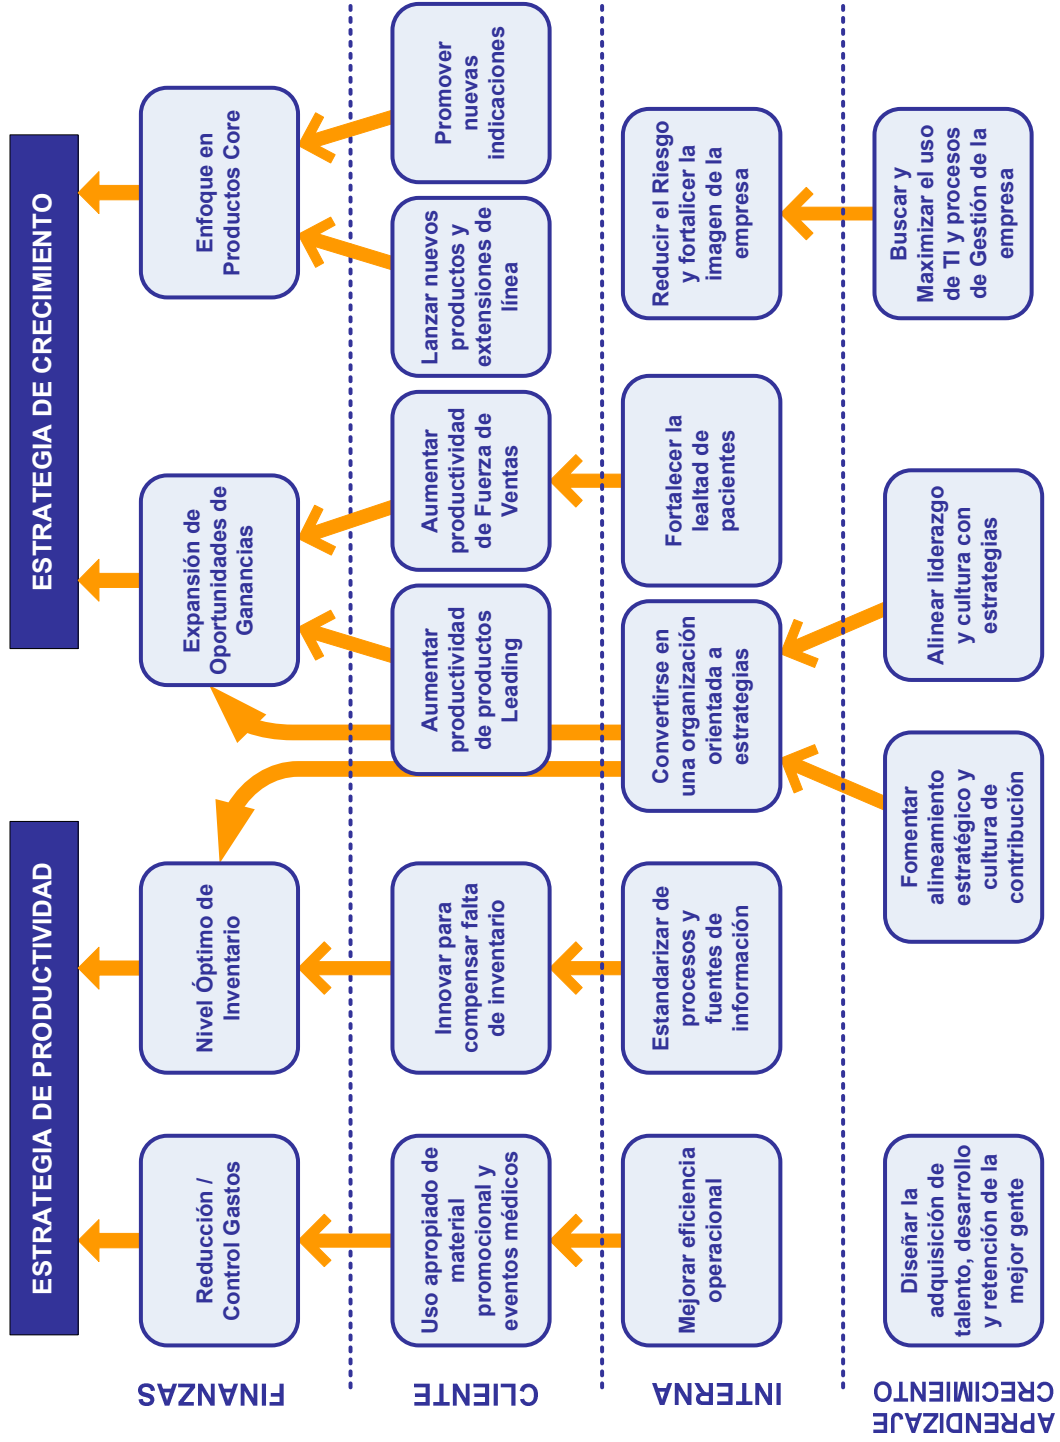 ESTRATEGIA DE PRODUCTIVIDAD
ESTRATEGIA DE CRECIMIENTO
FINANZAS
Reducción /
Control Gastos
Nivel Óptimo de
Inventario
Expansión de
Oportunidades de
Ganancias
Enfoque en
Productos Core
CLIENTE
Uso apropiado de
material
promocional y
eventos médicos
Innovar para
compensar falta
de inventario
Aumentar
productividad
de productos
Leading
Aumentar
productividad
de Fuerza de
Ventas
Lanzar nuevos
productos y
extensiones de
línea
Promover
nuevas
indicaciones
INTERNA
Mejorar eficiencia
operacional
Estandarizar de
procesos y
fuentes de
información
Convertirse en
una organización
orientada a
estrategias
Fortalecer la
lealtad de
pacientes
Reducir el Riesgo
y fortalicer la
imagen de la
empresa
APRENDIZAJE
CRECIMIENTO
Diseñar la
adquisición de
talento, desarrollo
y retención de la
mejor gente
Fomentar
alineamiento
estratégico y
cultura de
contribución
Alinear liderazgo
y cultura con
estrategias
Buscar y
Maximizar el uso
de TI y procesos
de Gestión de la
empresa